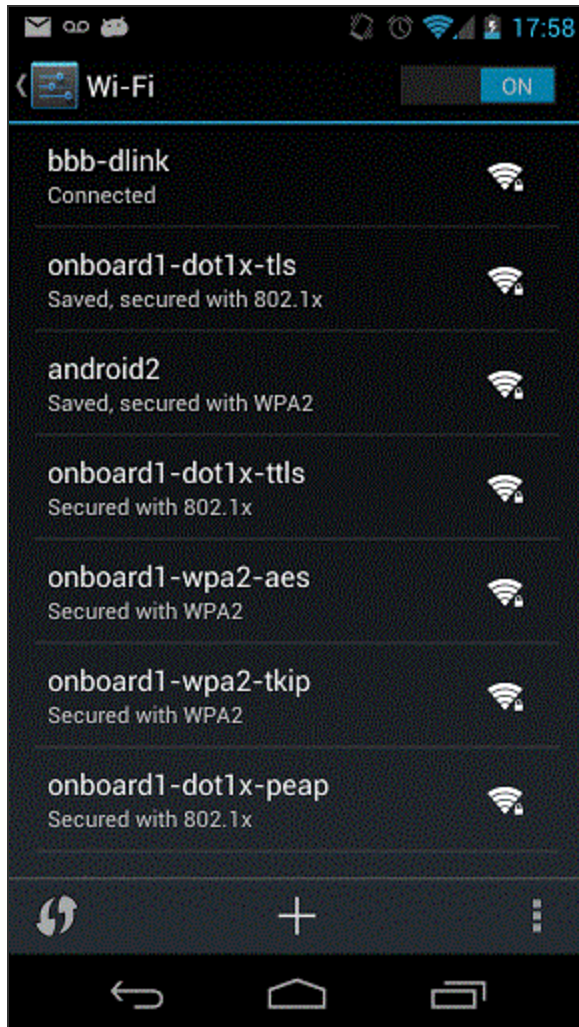 17:58
Wi-Fi
ON
bbb-dlink
Connected
onboard1-dot1x-tls
Saved, secured with 802.1x
android2
Saved, secured with WPA2
onboard1-dot1x-ttls
Secured with 802.1x
onboard1-wpa2-aes
Secured with WPA2
onboard1-wpa2-tkip
Secured with WPA2
onboard1-dot1x-peap
Secured with 802.1x